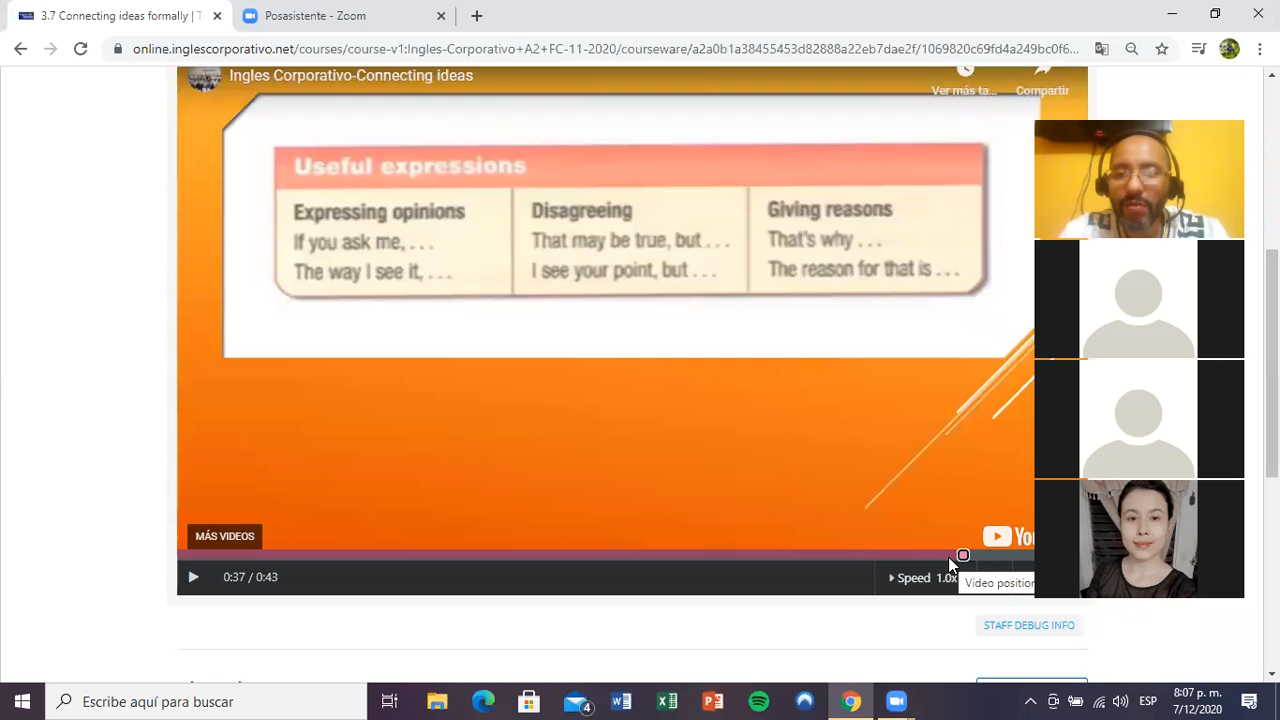 3.7 Connecting ideas formally | T
Posasistente - Zoom
online.inglescorporativo.net/courses/course-v1:Ingles-Corporativo+A2+FC-11-2020/courseware/a2a0b1a38455453d82888a22eb7dae2f/1069820c69fd4a249bc0f6...
Ingles Corporativo-Connecting ideas
Ver más ta...
Compartir
Useful expressions
Expressing opinions
If you ask me, . . .
The way I see it, . . .
Disagreeing
That may be true, but . . .
I see your point, but . . .
Giving reasons
That's why . . .
The reason for that is . . .
MÁS VIDEOS
0:37 / 0:43
Speed 1.0x
Video position
STAFF DEBUG INFO
Escribe aquí para buscar
4
ESP
8:07 p. m.
7/12/2020